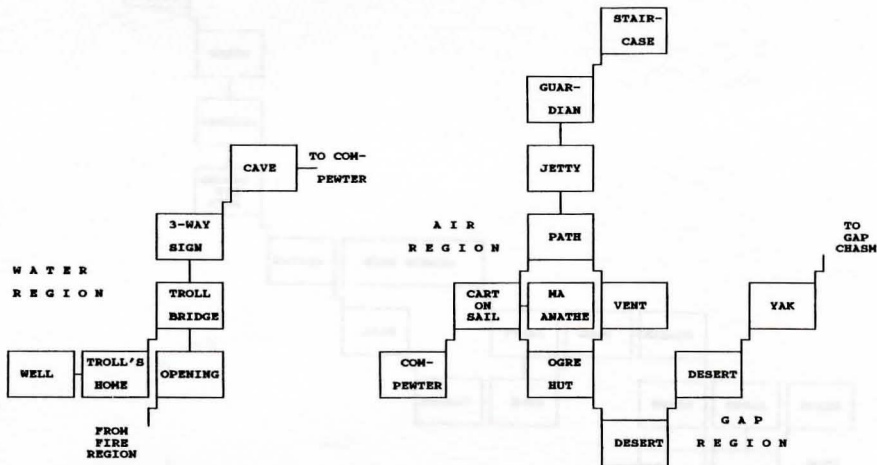 STAIR-
CASE
GUAR-
DIAN
JETTY
PATH
CAVE
TO COM-
PEWTER
3-WAY
SIGN
A I R
R E G I O N
TO
GAP
CHASM
W A T E R
R E G I O N
TROLL
BRIDGE
CART
ON
SAIL
MA
ANATHE
VENT
YAK
WELL
TROLL'S
HOME
OPENING
COM-
PEWTER
OGRE
HUT
DESERT
FROM
FIRE
REGION
DESERT
G A P
R E G I O N